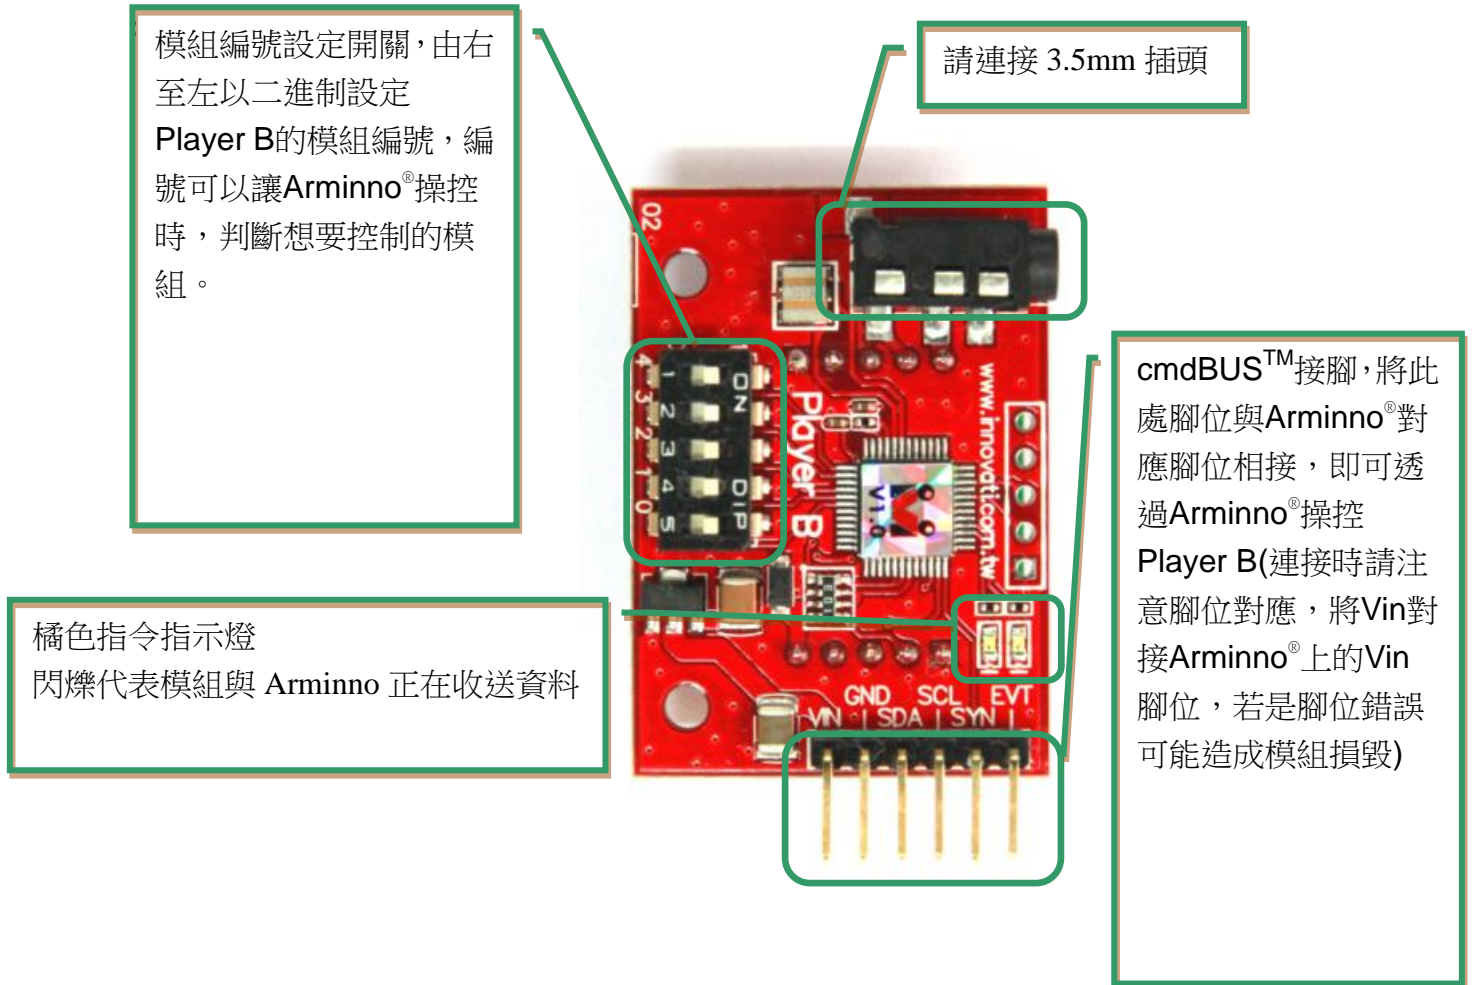 模組編號設定開關，由右
至左以二進制設定
Player B的模組編號，編
號可以讓Arminno®操控
時，判斷想要控制的模
組。
請連接 3.5mm 插頭
cmdBUS™接腳，將此
處腳位與Arminno®對
應腳位相接，即可透
過Arminno®操控
Player B(連接時請注
意腳位對應，將Vin對
接Arminno®上的Vin
腳位，若是腳位錯誤
可能造成模組損毀)
橘色指令指示燈
閃爍代表模組與 Arminno 正在收送資料
02
4 3 2 1 0
1 2 3 4 5
ON
DIP
Player B
www.innovati.com.tw
V1.0
GND SCL EVT
VIN SDA SYN